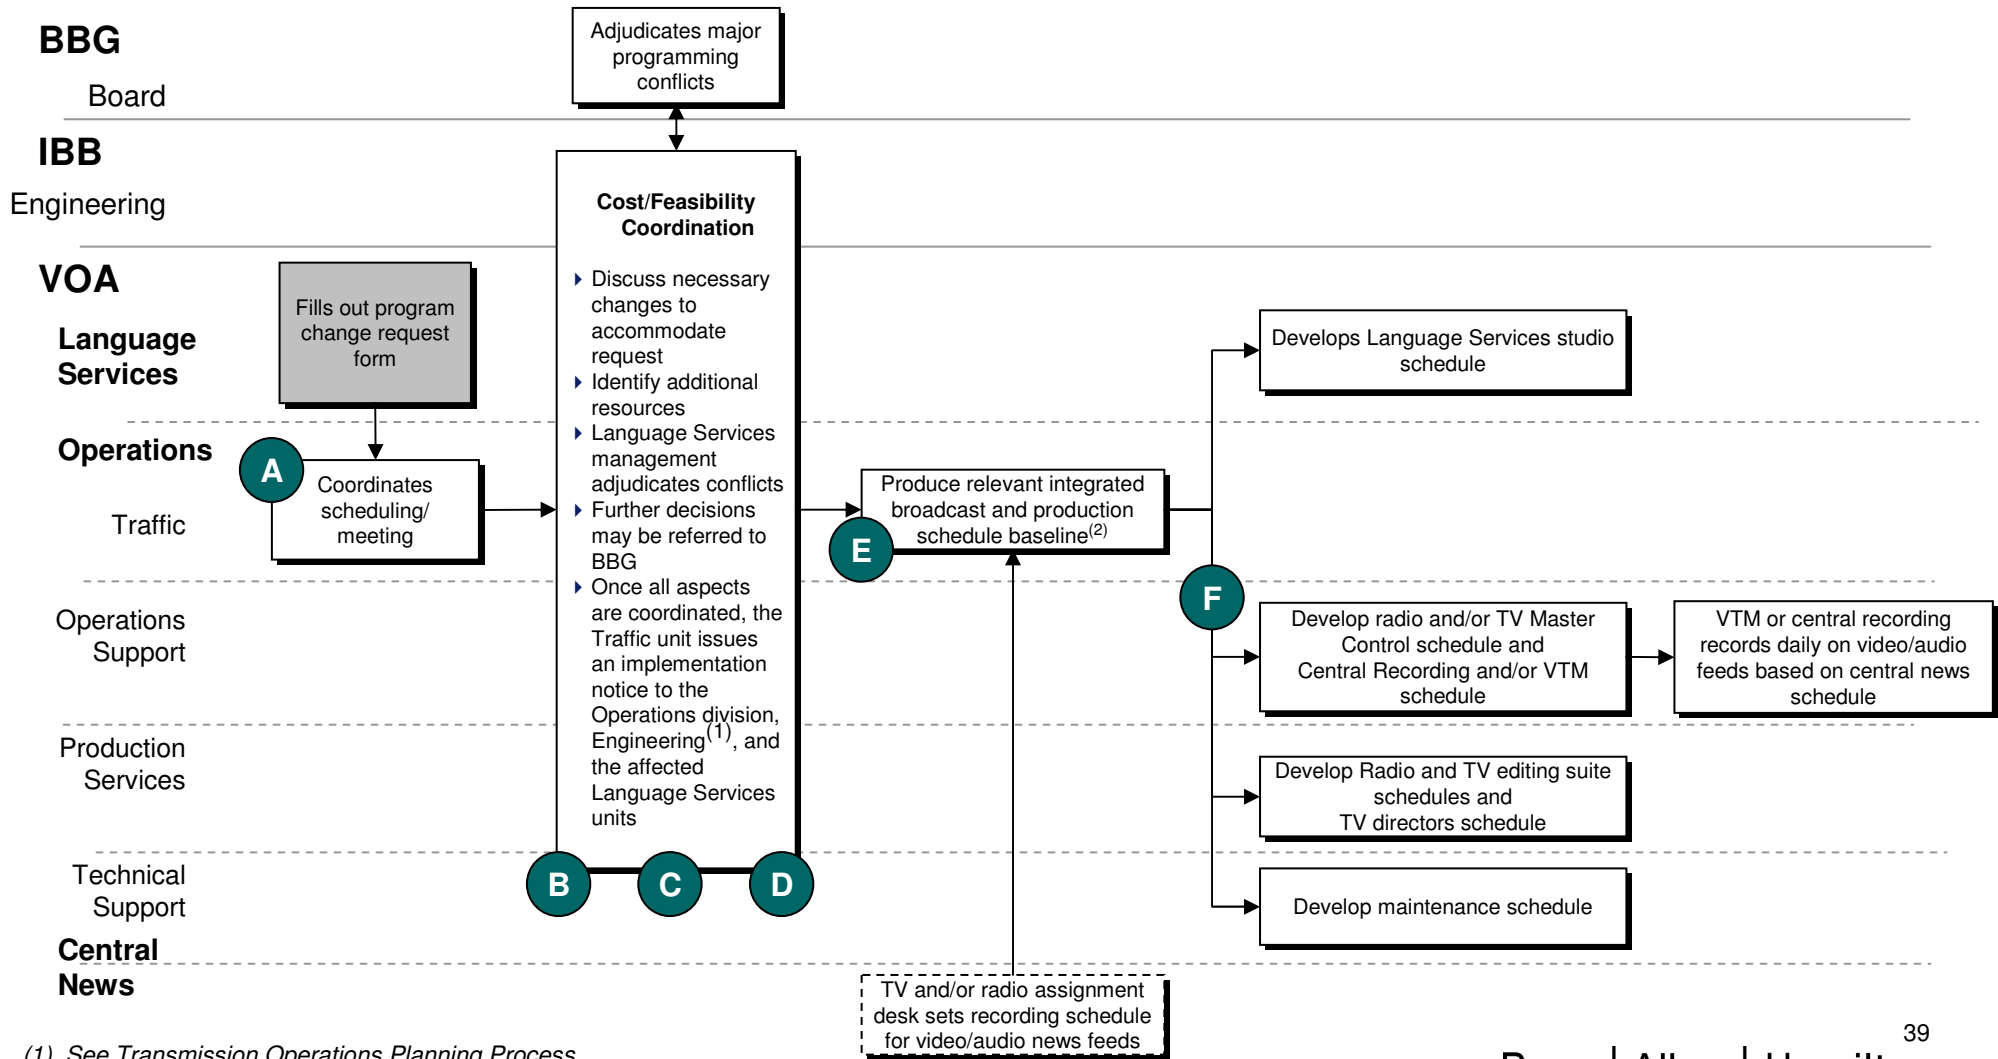 BBG
Board
Adjudicates major
programming
conflicts
IBB
Engineering
Cost/Feasibility
Coordination
Discuss necessary
changes to
accommodate
request
Identify additional
resources
Language Services
management
adjudicates conflicts
Further decisions
may be referred to
BBG
Once all aspects
are coordinated, the
Traffic unit issues
an implementation
notice to the
Operations division,
Engineering(1), and
the affected
Language Services
units
VOA
Language
Services
Fills out program
change request
form
Develops Language Services studio
schedule
Operations
Traffic
A
Coordinates
scheduling/
meeting
Produce relevant integrated
broadcast and production
schedule baseline(2)
E
F
Operations
Support
Develop radio and/or TV Master
Control schedule and
Central Recording and/or VTM
schedule
VTM or central recording
records daily on video/audio
feeds based on central news
schedule
Production
Services
Develop Radio and TV editing suite
schedules and
TV directors schedule
Technical
Support
B
C
D
Develop maintenance schedule
Central
News
TV and/or radio assignment
desk sets recording schedule
for video/audio news feeds
39
(1) See Transmission Operations Planning Process